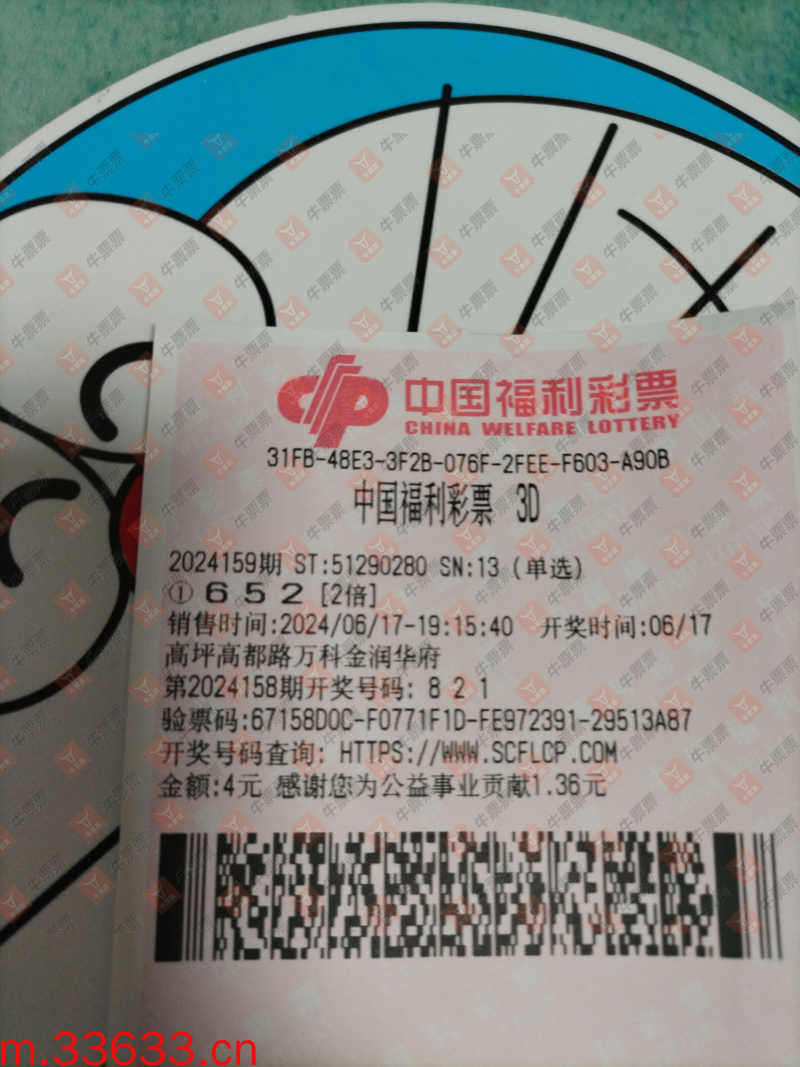 中国福利彩票
CHINA WELFARE LOTTERY
31FB-48E3-3F2B-076F-2FEE-F603-A90B
中国福利彩票 3D
2024159期 ST:51290280 SN:13 (单选)
① 6 5 2 [2倍]
销售时间:2024/06/17-19:15:40 开奖时间:06/17
高坪高都路万科金润华府
第2024158期开奖号码: 8 2 1
验票码:67158D0C-F0771F1D-FE972391-29513A87
开奖号码查询: HTTPS://WWW.SCFLCP.COM
金额:4元 感谢您为公益事业贡献1.36元
m.33633.cn
牛票票